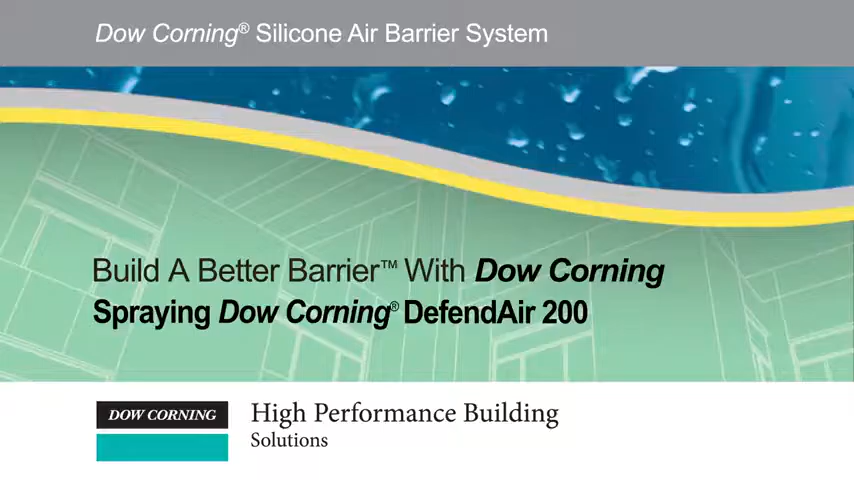 Dow Corning® Silicone Air Barrier System
Build A Better Barrier™ With Dow Corning
Spraying Dow Corning® DefendAir 200
DOW CORNING
High Performance Building
Solutions